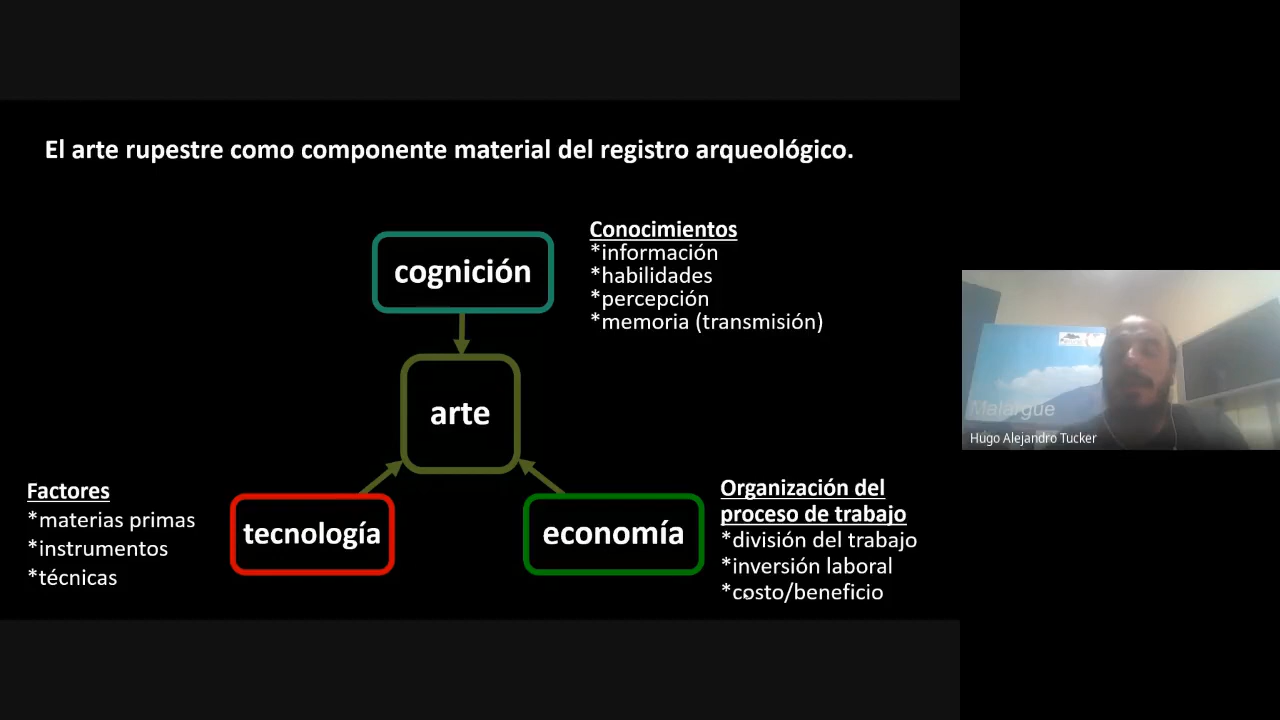 El arte rupestre como componente material del registro arqueológico.
cognición
Conocimientos
*información
*habilidades
*percepción
*memoria (transmisión)
arte
Factores
*materias primas
*instrumentos
*técnicas
tecnología
economía
Organización del
proceso de trabajo
*división del trabajo
*inversión laboral
*costo/beneficio
Malargüe
Hugo Alejandro Tucker